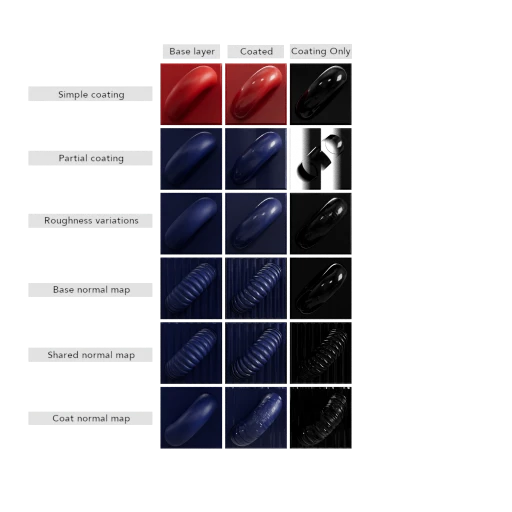 Base layer
Coated
Coating Only
Simple coating
Partial coating
Roughness variations
Base normal map
Shared normal map
Coat normal map